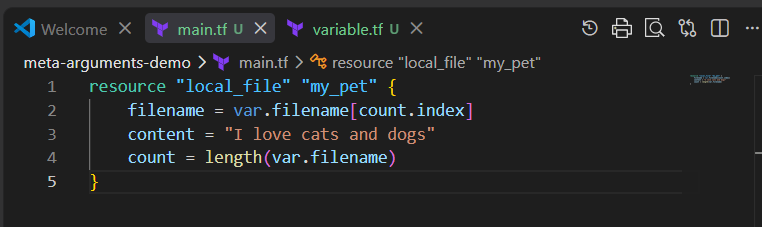 Welcome
main.tf U
variable.tf U
meta-arguments-demo > main.tf > resource "local_file" "my_pet"
1 resource "local_file" "my_pet" {
2 filename = var.filename[count.index]
3 content = "I love cats and dogs"
4 count = length(var.filename)
5 }